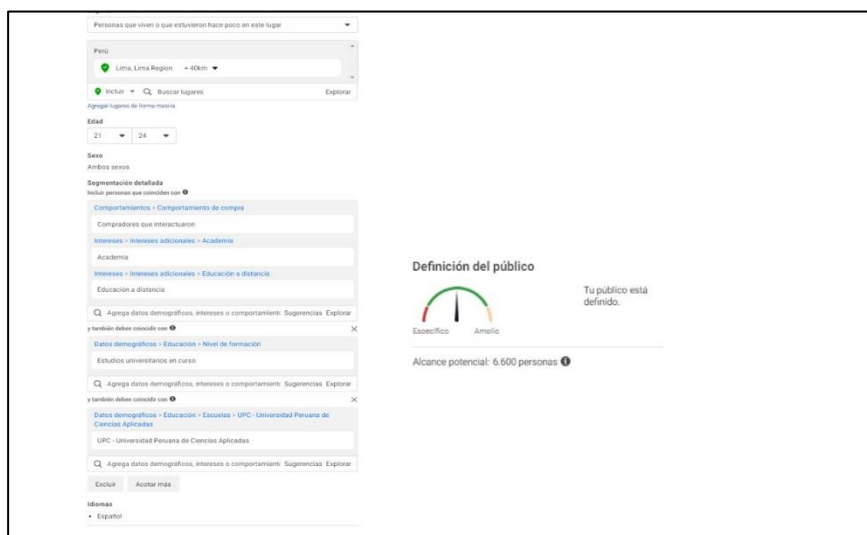 Personas que viven o que estuvieron hace poco en este lugar
Perú
Lima, Lima Region + 40km
Incluir Buscar lugares Explorar
Agregar lugares de forma masiva
Edad
21 24
Sexo
Ambos sexos
Segmentación detallada
Incluir personas que coinciden con
Comportamientos > Comportamiento de compra
Compradores que interactuaron
Intereses > Intereses adicionales > Academia
Academia
Intereses > Intereses adicionales > Educación a distancia
Educación a distancia
Agrega datos demográficos, intereses o comportamient Sugerencias Explorar
y también deben coincidir con
Datos demográficos > Educación > Nivel de formación
Estudios universitarios en curso
Agrega datos demográficos, intereses o comportamient Sugerencias Explorar
y también deben coincidir con
Datos demográficos > Educación > Escuelas > UPC - Universidad Peruana de
Ciencias Aplicadas
UPC - Universidad Peruana de Ciencias Aplicadas
Agrega datos demográficos, intereses o comportamient Sugerencias Explorar
Excluir Acotar más
Idiomas
Español
Definición del público
Tu público está
definido.
Específico Amplio
Alcance potencial: 6.600 personas